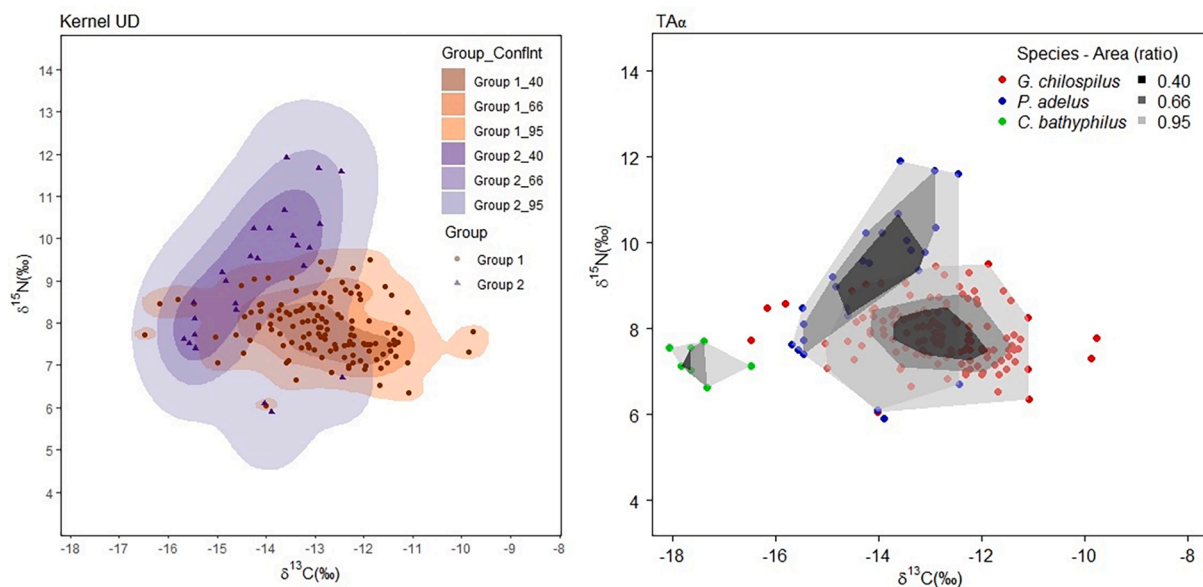 Kernel UD
Group_ConfInt
Group 1_40
Group 1_66
Group 1_95
Group 2_40
Group 2_66
Group 2_95
Group
Group 1
Group 2
14
13
12
11
10
9
8
7
6
5
4
δ15N(‰)
-18 -17 -16 -15 -14 -13 -12 -11 -10 -9 -8
δ13C(‰)
TAα
Species - Area (ratio)
G. chilospilus 0.40
P. adelus 0.66
C. bathyphilus 0.95
14
12
10
8
6
4
δ15N(‰)
-18 -16 -14 -12 -10 -8
δ13C(‰)